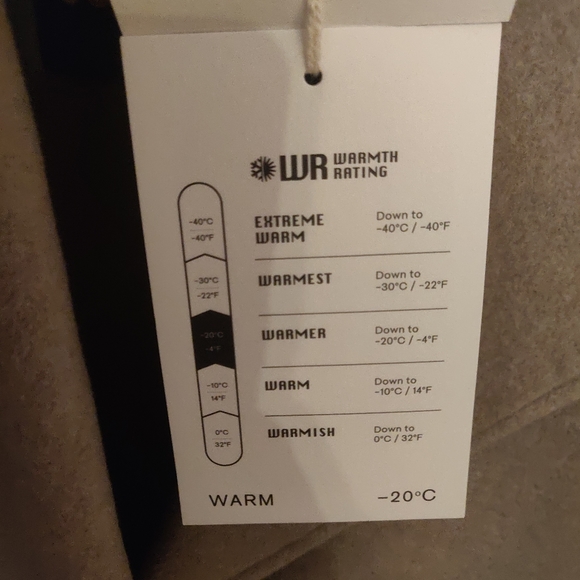 WR WARMTH
RATING
-40°C
-40°F
EXTREME
WARM
Down to
-40°C / -40°F
-30°C
-22°F
WARMEST
Down to
-30°C / -22°F
-20°C
-4°F
WARMER
Down to
-20°C / -4°F
-10°C
14°F
WARM
Down to
-10°C / 14°F
0°C
32°F
WARMISH
Down to
0°C / 32°F
WARM -20°C